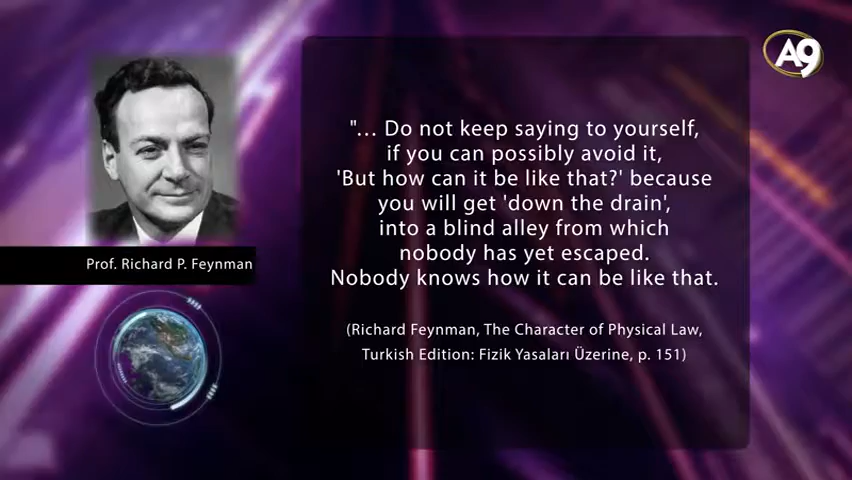 A9
"... Do not keep saying to yourself,
if you can possibly avoid it,
'But how can it be like that?' because
you will get 'down the drain',
into a blind alley from which
nobody has yet escaped.
Nobody knows how it can be like that.
(Richard Feynman, The Character of Physical Law,
Turkish Edition: Fizik Yasaları Üzerine, p. 151)
Prof. Richard P. Feynman